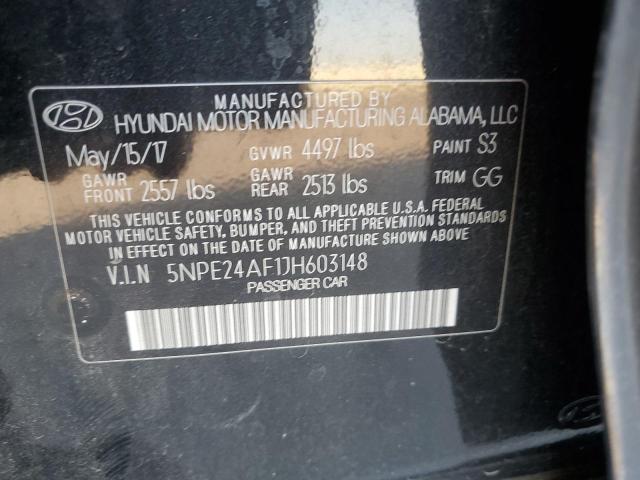 MANUFACTURED BY
HYUNDAI MOTOR MANUFACTURING ALABAMA, LLC
May/15/17 GVWR 4497 lbs PAINT S3
GAWR FRONT 2557 lbs GAWR REAR 2513 lbs TRIM GG
THIS VEHICLE CONFORMS TO ALL APPLICABLE U.S.A. FEDERAL
MOTOR VEHICLE SAFETY, BUMPER, AND THEFT PREVENTION STANDARDS
IN EFFECT ON THE DATE OF MANUFACTURE SHOWN ABOVE.
V.I.N 5NPE24AF1JH603148
PASSENGER CAR